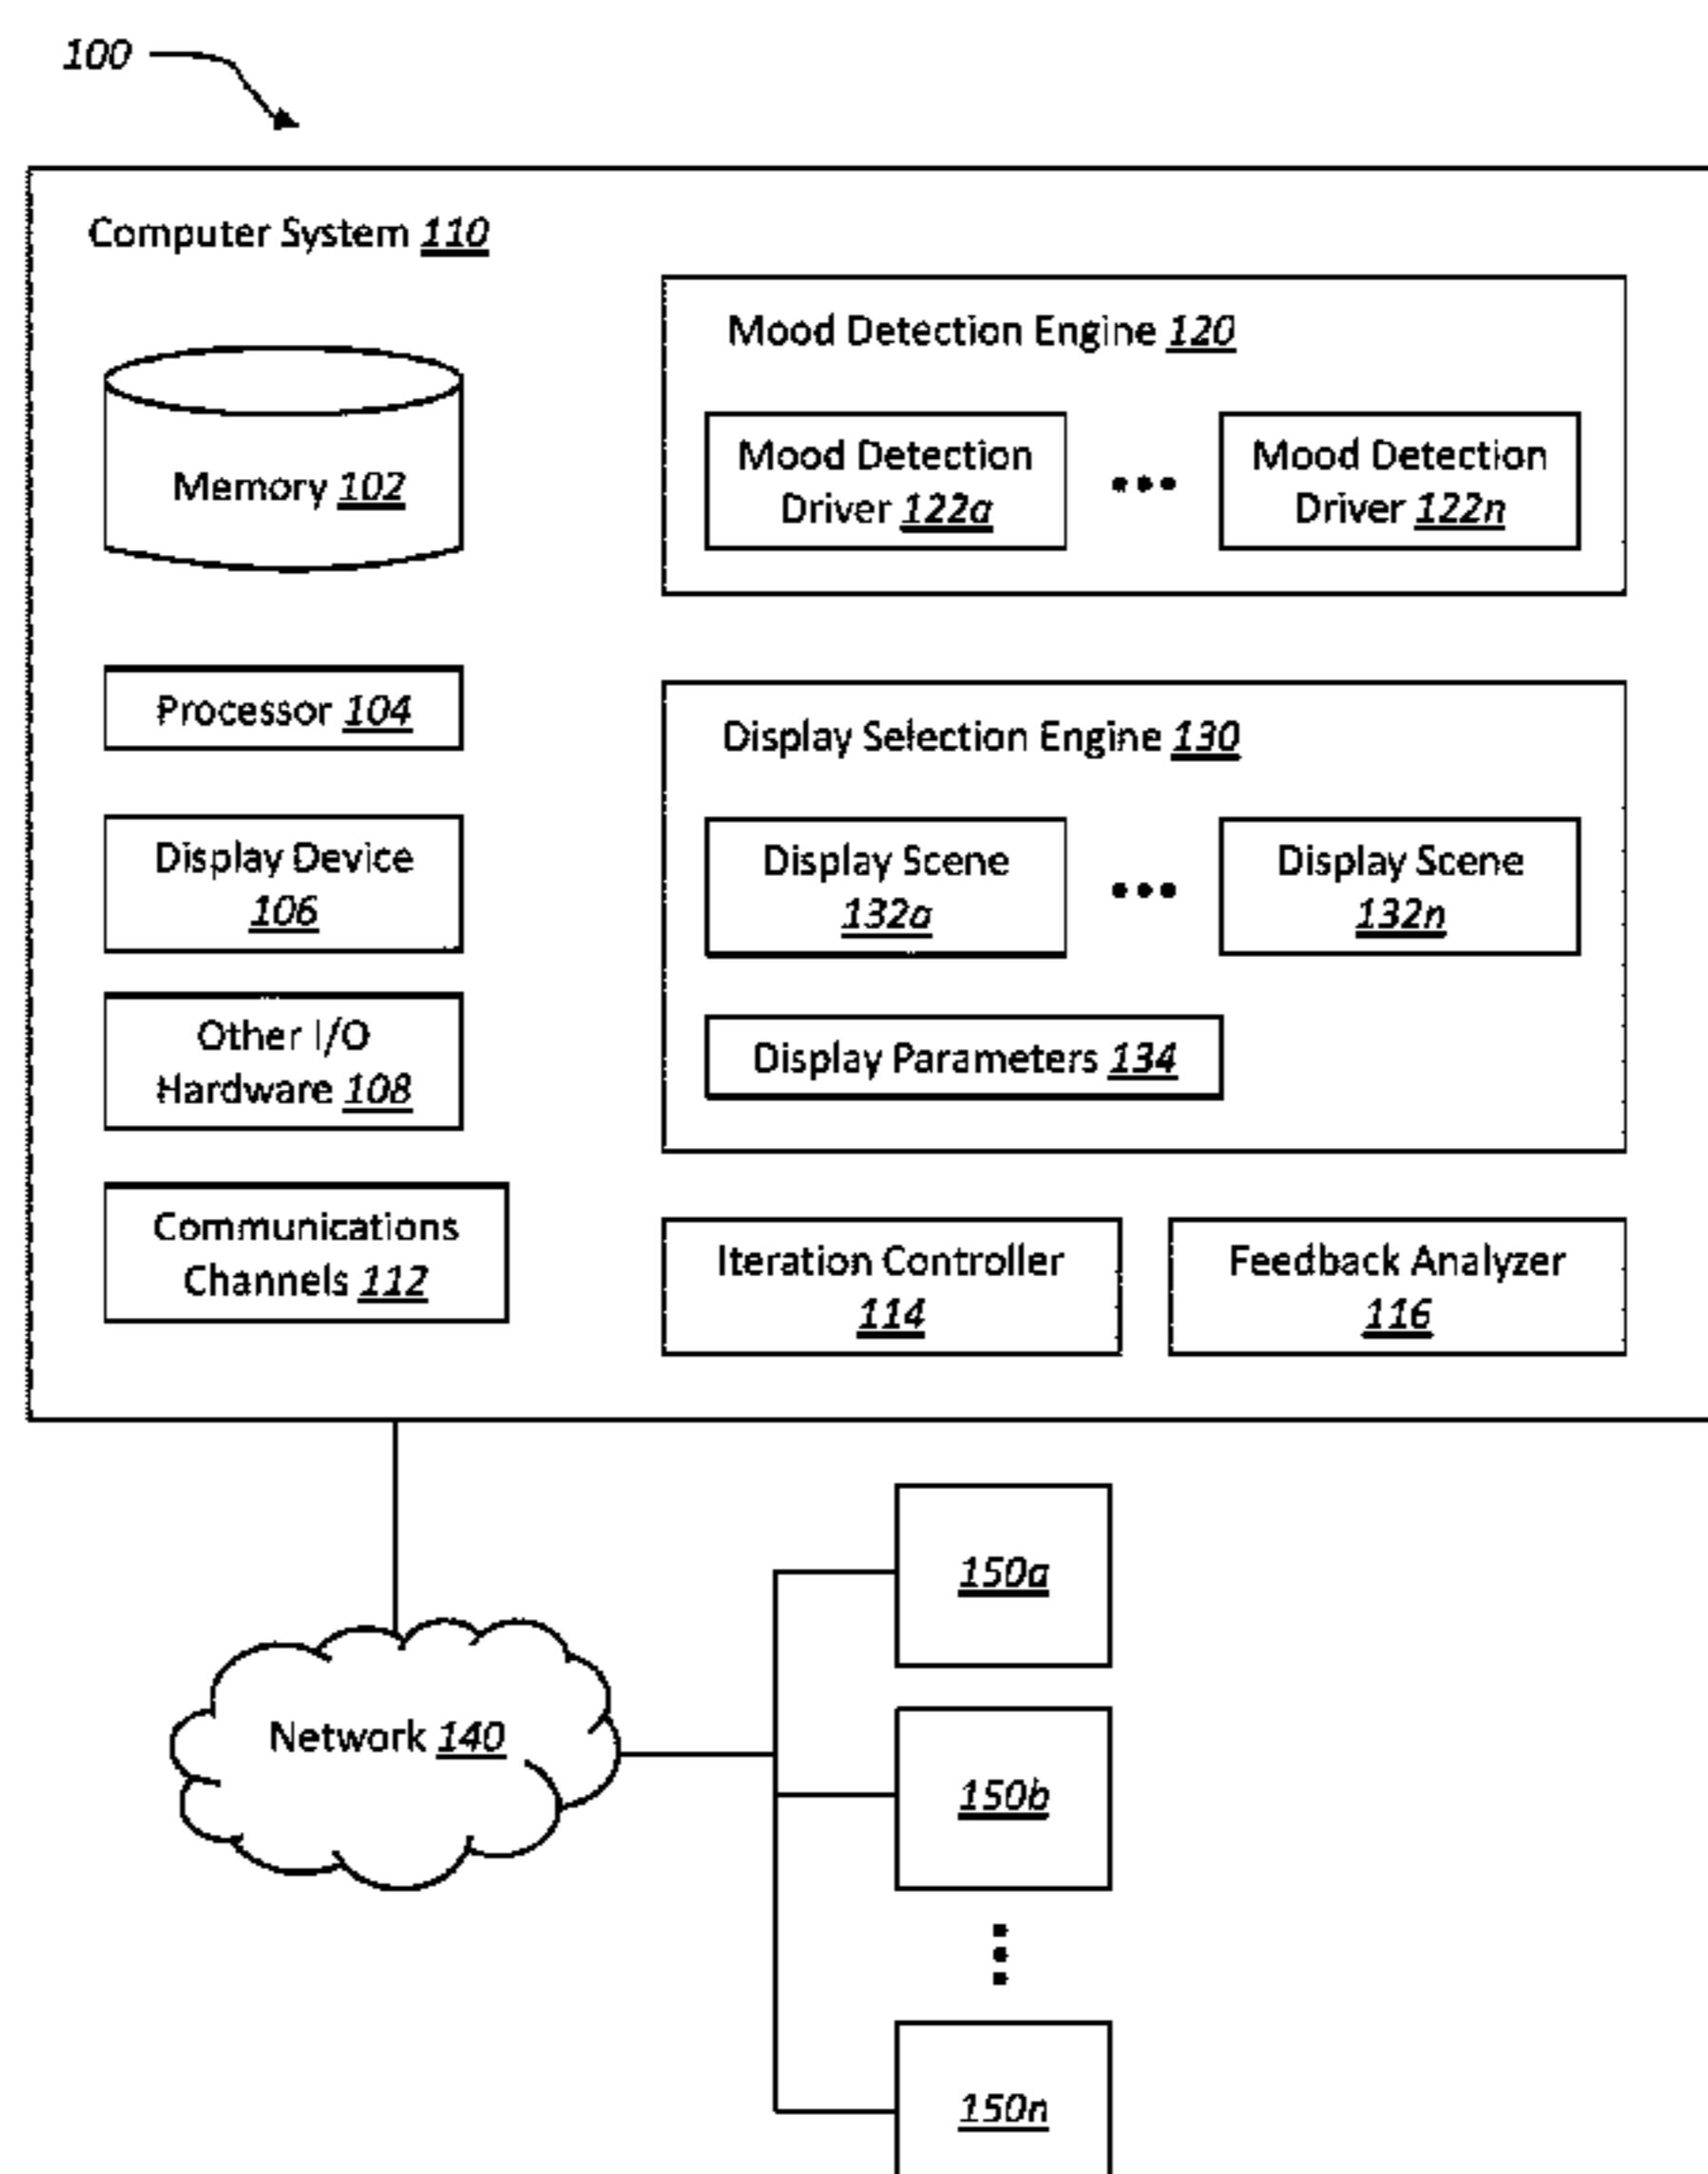 100
Computer System 110
Memory 102
Processor 104
Display Device
106
Other I/O
Hardware 108
Communications
Channels 112
Mood Detection Engine 120
Mood Detection
Driver 122a
•••
Mood Detection
Driver 122n
Display Selection Engine 130
Display Scene
132a
•••
Display Scene
132n
Display Parameters 134
Iteration Controller
114
Feedback Analyzer
116
Network 140
150a
150b
150n